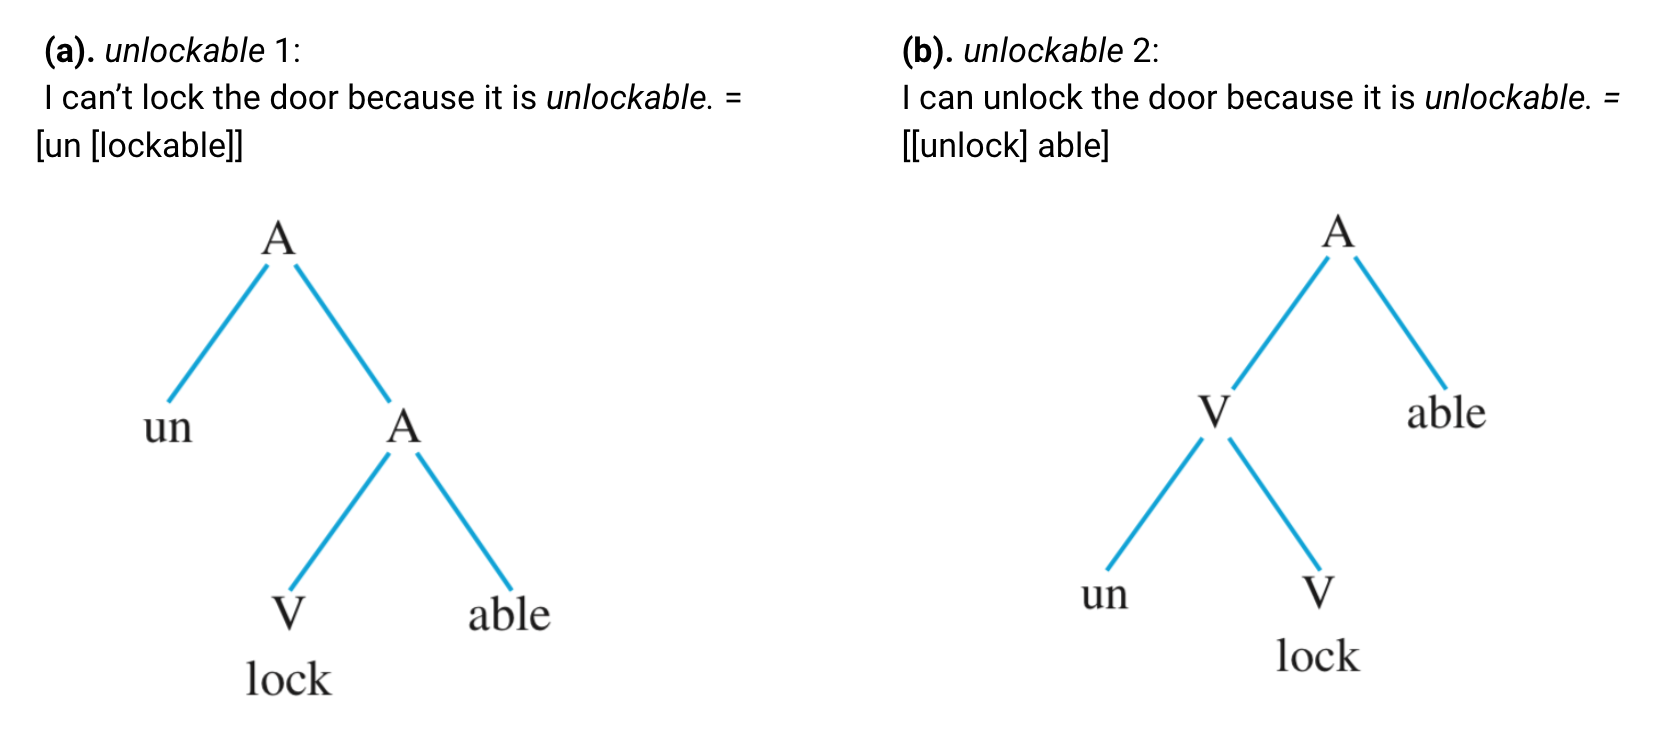 (a). unlockable 1:
I can’t lock the door because it is unlockable. =
[un [lockable]]
A
un
A
V
able
lock
(b). unlockable 2:
I can unlock the door because it is unlockable. =
[[unlock] able]
A
V
able
un
V
lock